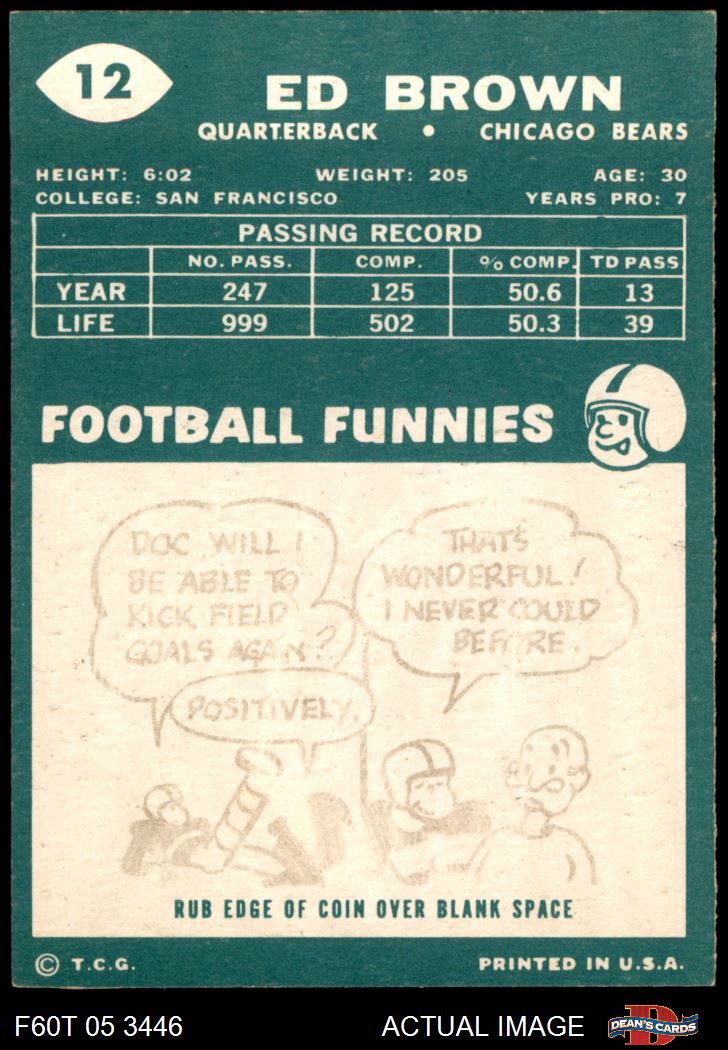 12
ED BROWN
QUARTERBACK • CHICAGO BEARS
HEIGHT: 6:02 WEIGHT: 205 AGE: 30
COLLEGE: SAN FRANCISCO YEARS PRO: 7
PASSING RECORD
NO. PASS. COMP. % COMP. TD PASS
YEAR 247 125 50.6 13
LIFE 999 502 50.3 39
FOOTBALL FUNNIES
DOC WILL I
BE ABLE TO
KICK FIELD
GOALS AGAIN?
POSITIVELY.
THAT'S
WONDERFUL!
I NEVER COULD
BEFORE.
RUB EDGE OF COIN OVER BLANK SPACE
© T.C.G. PRINTED IN U.S.A.
F60T 05 3446 ACTUAL IMAGE
D
DEAN'S CARDS